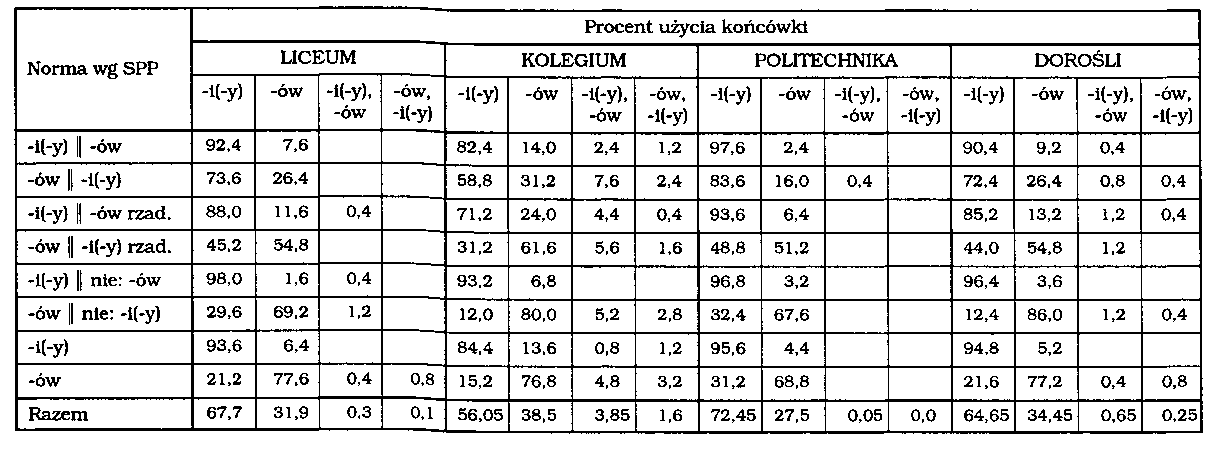 Procent użycia końcówki
Norma wg SPP
LICEUM KOLEGIUM POLITECHNIKA DOROŚLI
-i(-y) -ów -i(-y), -ów, -i(-y) -ów -i(-y), -ów, -i(-y) -ów -i(-y), -ów, -i(-y) -ów -i(-y), -ów,
-ów -i(-y) -ów -i(-y) -ów -i(-y) -ów -i(-y)
-i(-y) || -ów 92,4 7,6 82,4 14,0 2,4 1,2 97,6 2,4 90,4 9,2 0,4
-ów || -i(-y) 73,6 26,4 58,8 31,2 7,6 2,4 83,6 16,0 0,4 72,4 26,4 0,8 0,4
-i(-y) || -ów rzad. 88,0 11,6 0,4 71,2 24,0 4,4 0,4 93,6 6,4 85,2 13,2 1,2 0,4
-ów || -i(-y) rzad. 45,2 54,8 31,2 61,6 5,6 1,6 48,8 51,2 44,0 54,8 1,2
-i(-y) || nie: -ów 98,0 1,6 0,4 93,2 6,8 96,8 3,2 96,4 3,6
-ów || nie: -i(-y) 29,6 69,2 1,2 12,0 80,0 5,2 2,8 32,4 67,6 12,4 86,0 1,2 0,4
-i(-y) 93,6 6,4 84,4 13,6 0,8 1,2 95,6 4,4 94,8 5,2
-ów 21,2 77,6 0,4 0,8 15,2 76,8 4,8 3,2 31,2 68,8 21,6 77,2 0,4 0,8
Razem 67,7 31,9 0,3 0,1 56,05 38,5 3,85 1,6 72,45 27,5 0,05 0,0 64,65 34,45 0,65 0,25